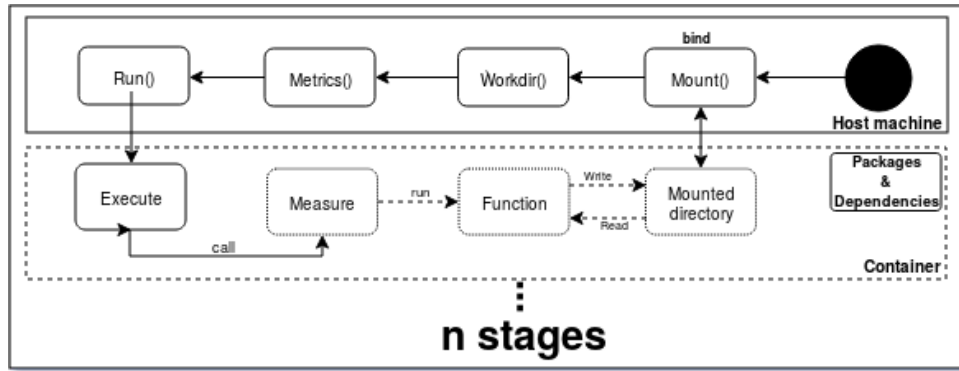 bind
Run()
Metrics()
Workdir()
Mount()
Host machine
Execute
Measure
run
Function
Write
Read
Mounted
directory
Packages
&
Dependencies
call
Container
n stages